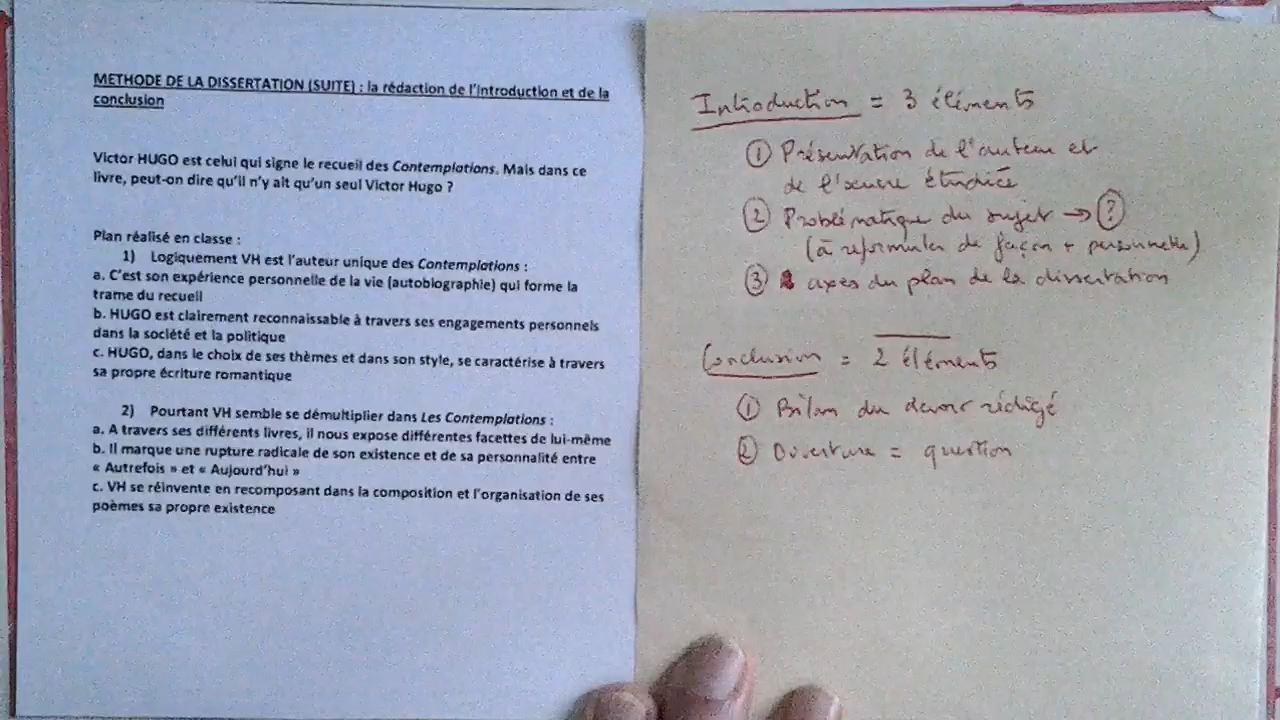 METHODE DE LA DISSERTATION (SUITE) : la rédaction de l'introduction et de la
conclusion
Victor HUGO est celui qui signe le recueil des Contemplations. Mais dans ce
livre, peut-on dire qu'il n'y ait qu'un seul Victor Hugo ?
Plan réalisé en classe :
1) Logiquement VH est l'auteur unique des Contemplations :
a. C'est son expérience personnelle de la vie (autobiographie) qui forme la
trame du recueil
b. HUGO est clairement reconnaissable à travers ses engagements personnels
dans la société et la politique
c. HUGO, dans le choix de ses thèmes et dans son style, se caractérise à travers
sa propre écriture romantique
2) Pourtant VH semble se démultiplier dans Les Contemplations :
a. A travers ses différents livres, il nous expose différentes facettes de lui-même
b. Il marque une rupture radicale de son existence et de sa personnalité entre
« Autrefois » et « Aujourd'hui »
c. VH se réinvente en recomposant dans la composition et l'organisation de ses
poèmes sa propre existence
Introduction = 3 éléments
① Présentation de l'auteur et
de l'œuvre étudiée
② Problématique du sujet → ?
(à reformuler de façon + personnelle)
③ axes du plan de la dissertation
Conclusion = 2 éléments
① Bilan du devoir rédigé
② Ouverture = question